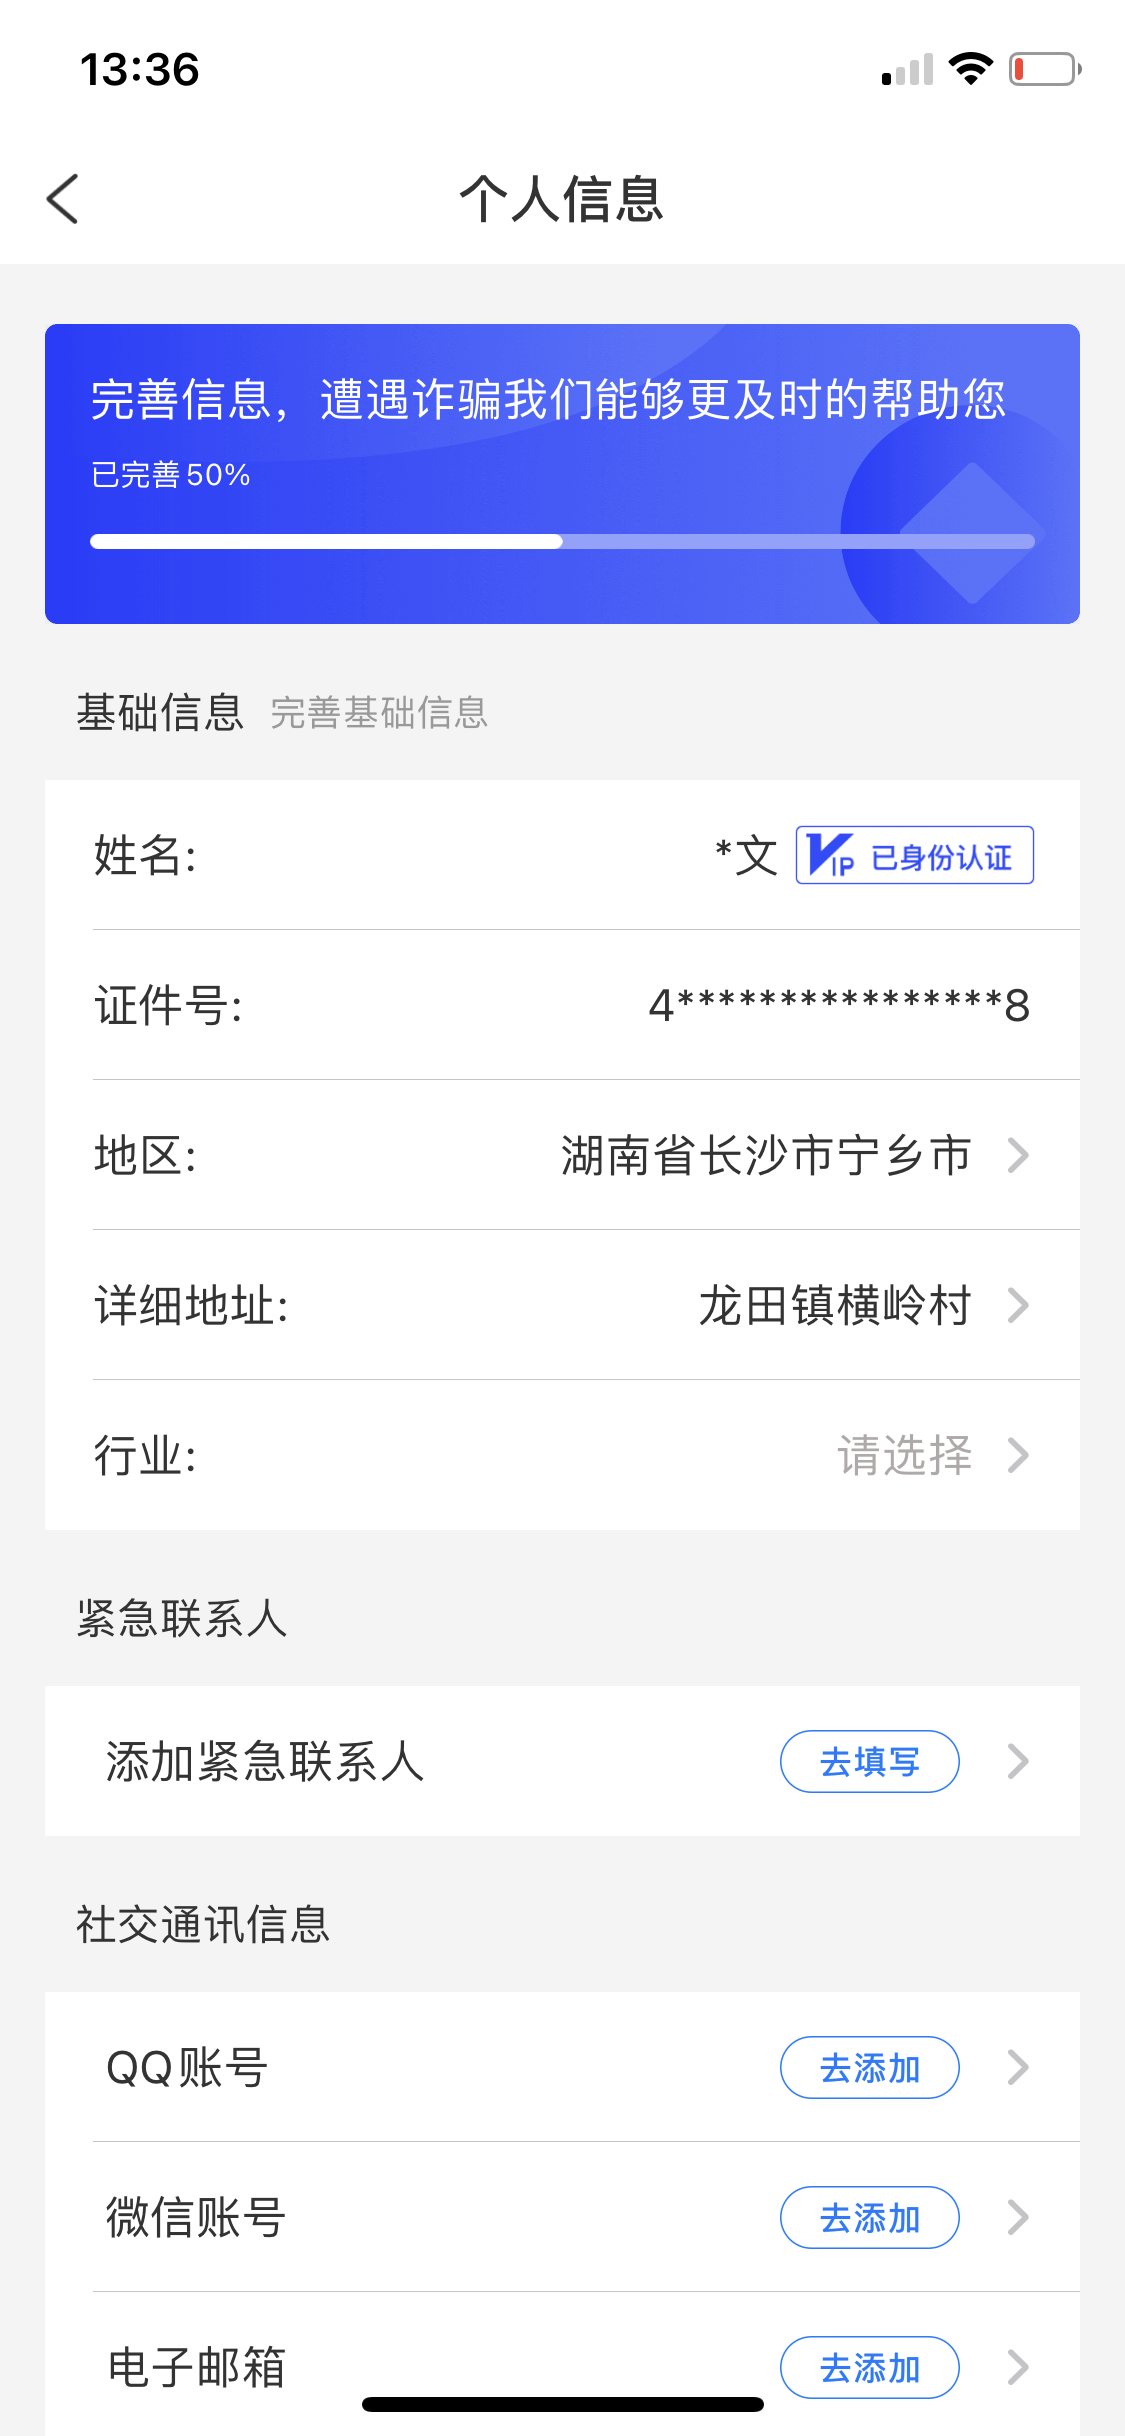 13:36
个人信息
完善信息，遭遇诈骗我们能够更及时的帮助您
已完善50%
基础信息 完善基础信息
姓名: *文 VIP 已身份认证
证件号: 4****************8
地区: 湖南省长沙市宁乡市
详细地址: 龙田镇横岭村
行业: 请选择
紧急联系人
添加紧急联系人 去填写
社交通讯信息
QQ账号 去添加
微信账号 去添加
电子邮箱 去添加